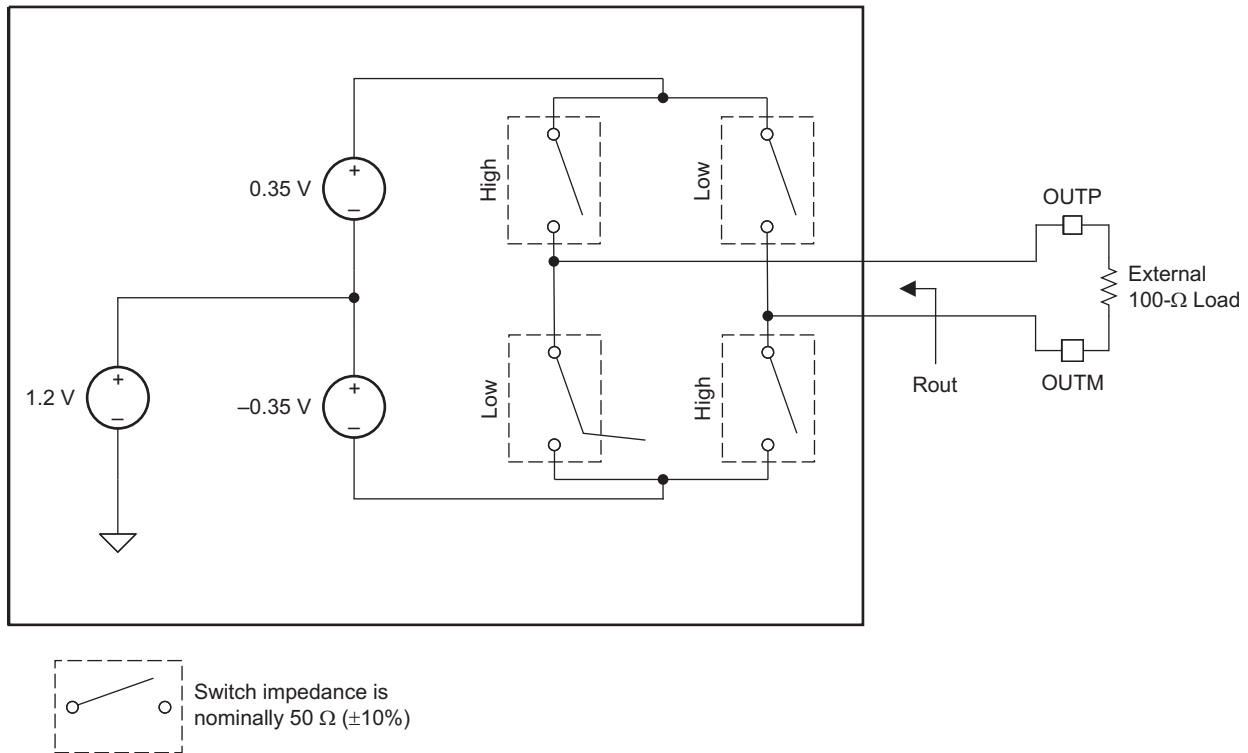 0.35 V
+
–
High
Low
OUTP
External
100-Ω Load
Rout
OUTM
1.2 V
+
–
–0.35 V
+
–
Low
High
Switch impedance is
nominally 50 Ω (±10%)